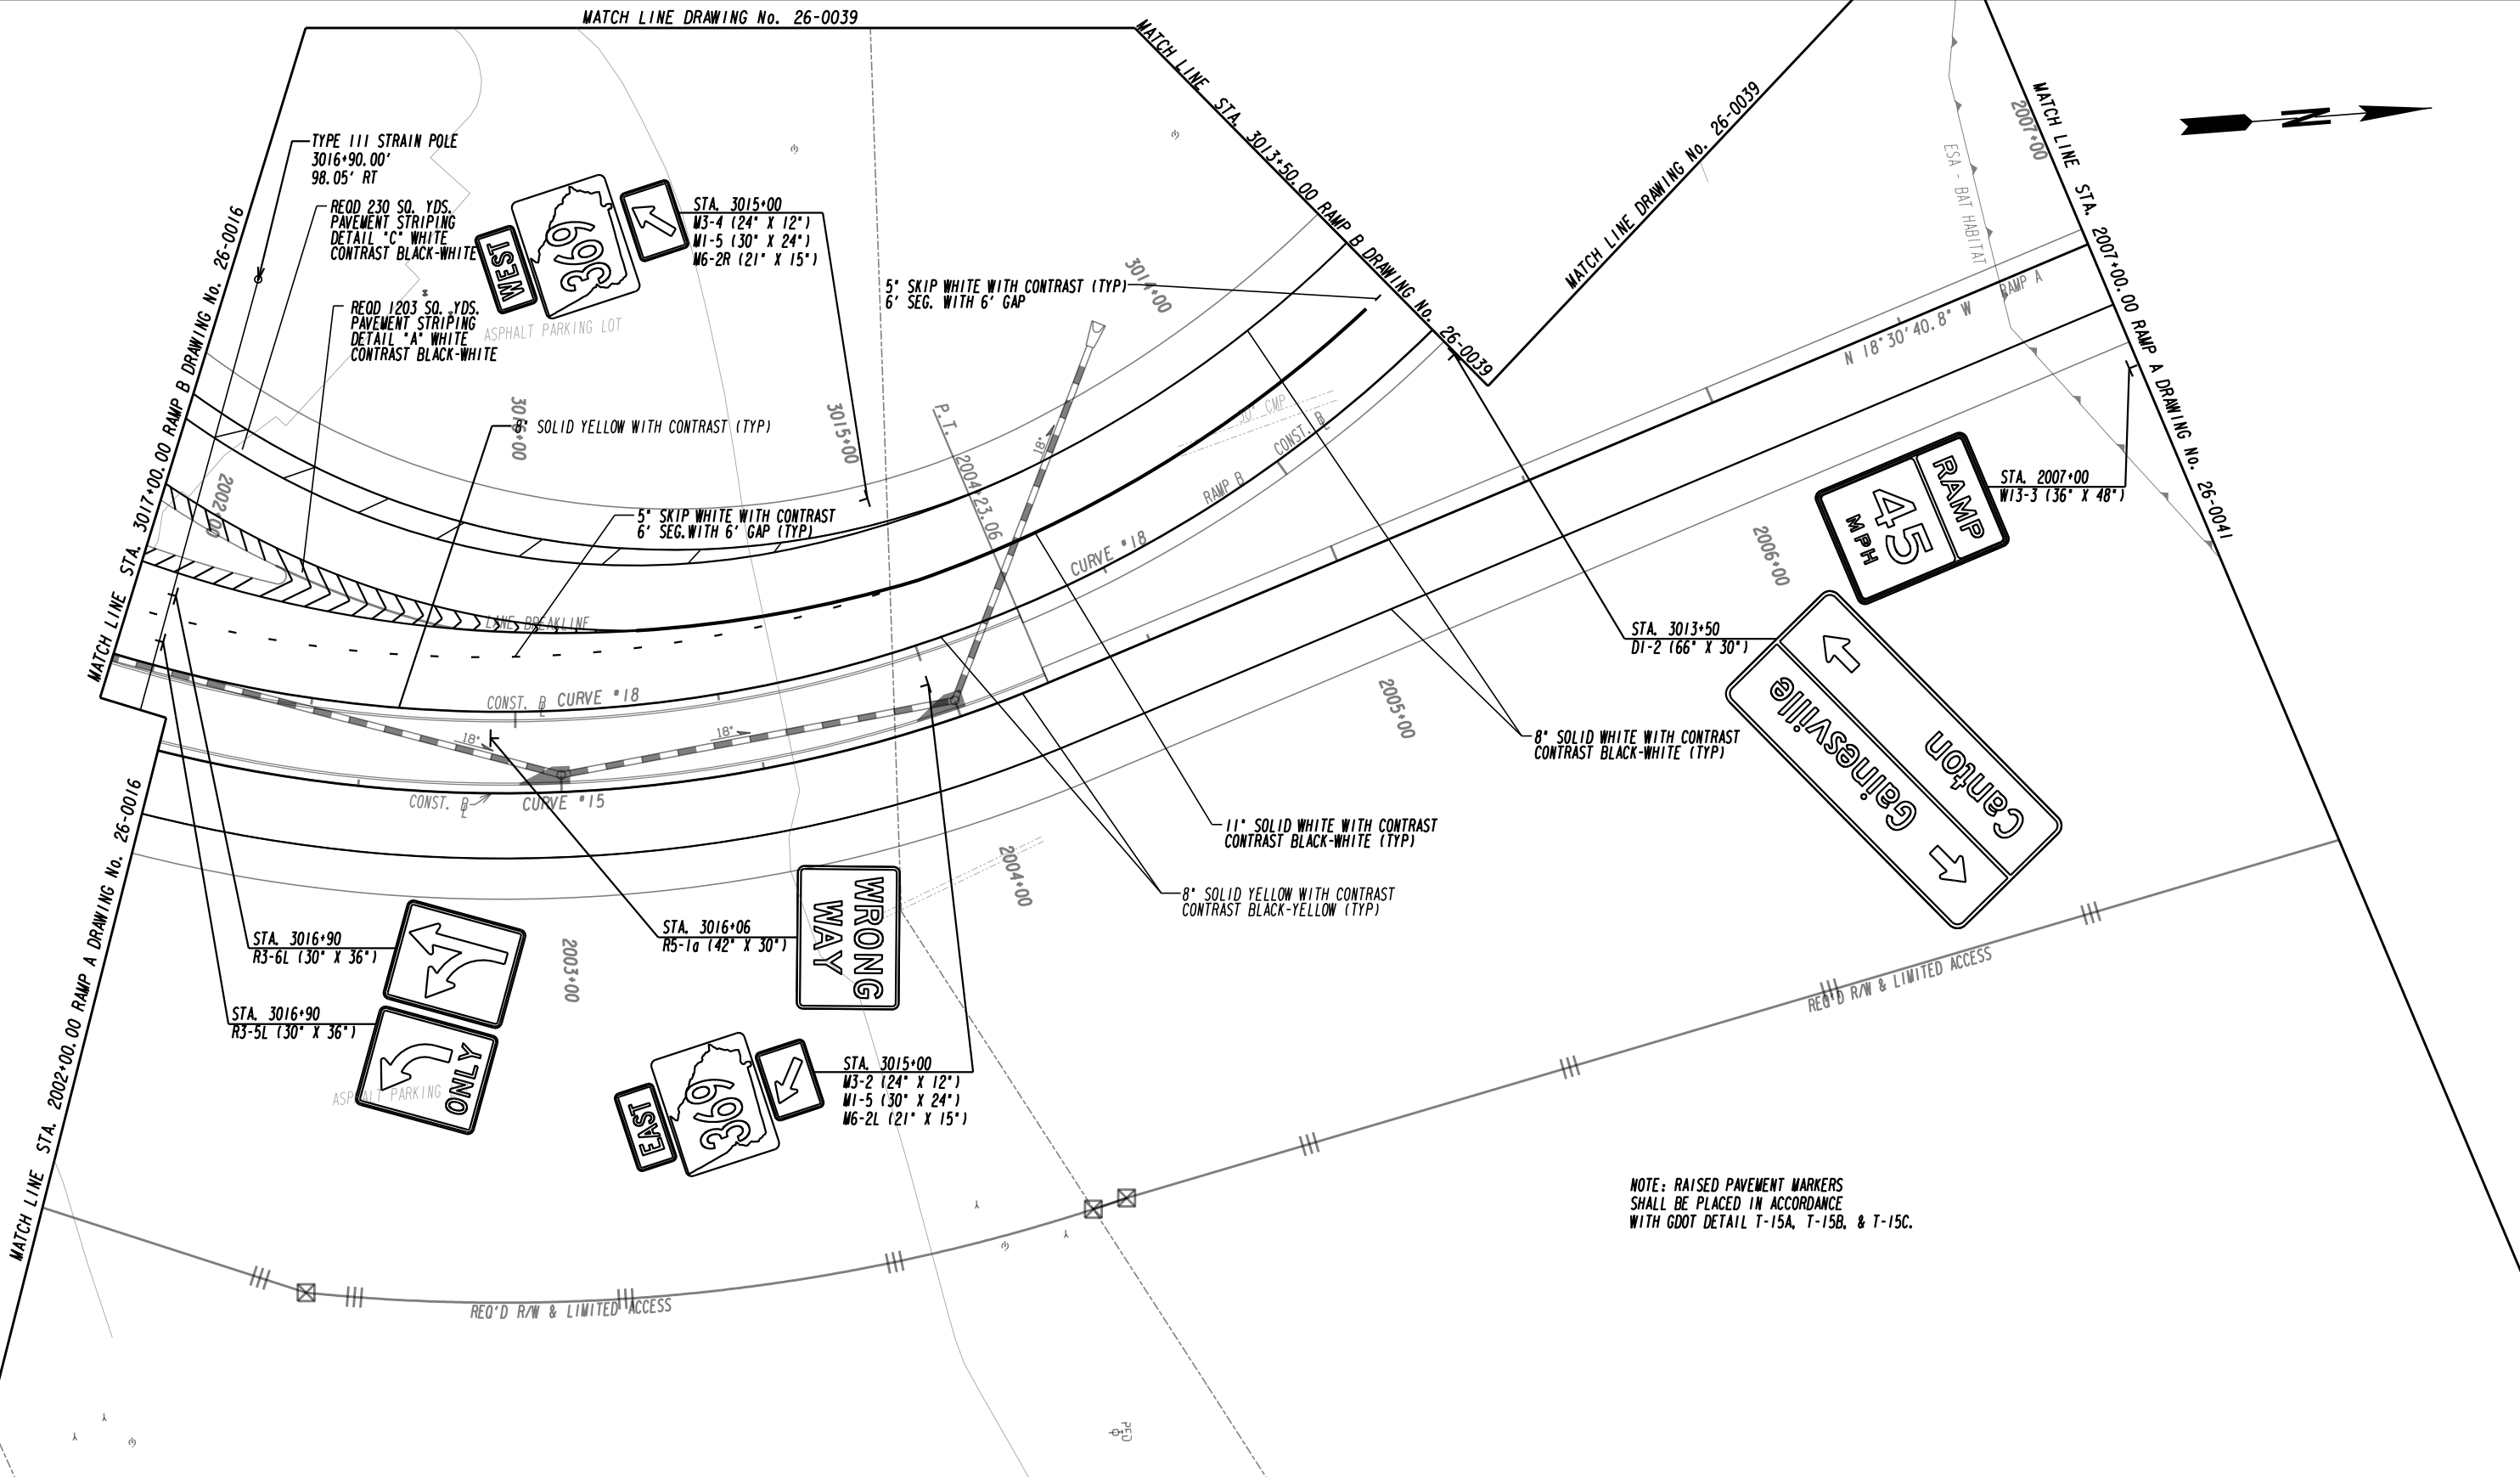 MATCH LINE DRAWING No. 26-0039
MATCH LINE STA. 3013+50.00 RAMP B DRAWING No. 26-0039
MATCH LINE DRAWING No. 26-0039
MATCH LINE STA. 2007+00.00 RAMP A DRAWING No. 26-0041
MATCH LINE STA. 3017+00.00 RAMP B DRAWING No. 26-0016
MATCH LINE STA. 2002+00.00 RAMP A DRAWING No. 26-0016
N
2007+00
ESA - BAT HABITAT
TYPE III STRAIN POLE
3016+90.00'
98.05' RT
REQD 230 SQ. YDS.
PAVEMENT STRIPING
DETAIL "C" WHITE
CONTRAST BLACK-WHITE
REQD 1203 SQ. YDS.
PAVEMENT STRIPING
DETAIL "A" WHITE
CONTRAST BLACK-WHITE
ASPHALT PARKING LOT
WEST
369
STA. 3015+00
M3-4 (24" X 12")
M1-5 (30" X 24")
M6-2R (21" X 15")
5" SKIP WHITE WITH CONTRAST (TYP)
6' SEG. WITH 6' GAP
3014+00
RAMP A
N 18°30'40.8" W
3016+00
8" SOLID YELLOW WITH CONTRAST (TYP)
3015+00
P.T. 2004+23.06
18"
30" CMP
CONST. BL
RAMP B
CURVE #18
2002+00
5" SKIP WHITE WITH CONTRAST
6' SEG.WITH 6' GAP (TYP)
LANE BREAKLINE
CONST. BL CURVE #18
18"
18"
CONST. BL
CURVE #15
RAMP
45
MPH
STA. 2007+00
W13-3 (36" X 48")
2006+00
STA. 3013+50
D1-2 (66" X 30")
Canton
Gainesville
2005+00
8" SOLID WHITE WITH CONTRAST
CONTRAST BLACK-WHITE (TYP)
11" SOLID WHITE WITH CONTRAST
CONTRAST BLACK-WHITE (TYP)
2004+00
8" SOLID YELLOW WITH CONTRAST
CONTRAST BLACK-YELLOW (TYP)
STA. 3016+06
R5-1a (42" X 30")
WRONG
WAY
STA. 3016+90
R3-6L (30" X 36")
2003+00
STA. 3016+90
R3-5L (30" X 36")
ONLY
ASPHALT PARKING
EAST
369
STA. 3015+00
M3-2 (24" X 12")
M1-5 (30" X 24")
M6-2L (21" X 15")
REQ'D R/W & LIMITED ACCESS
REQ'D R/W & LIMITED ACCESS
NOTE: RAISED PAVEMENT MARKERS
SHALL BE PLACED IN ACCORDANCE
WITH GDOT DETAIL T-15A, T-15B, & T-15C.
PED